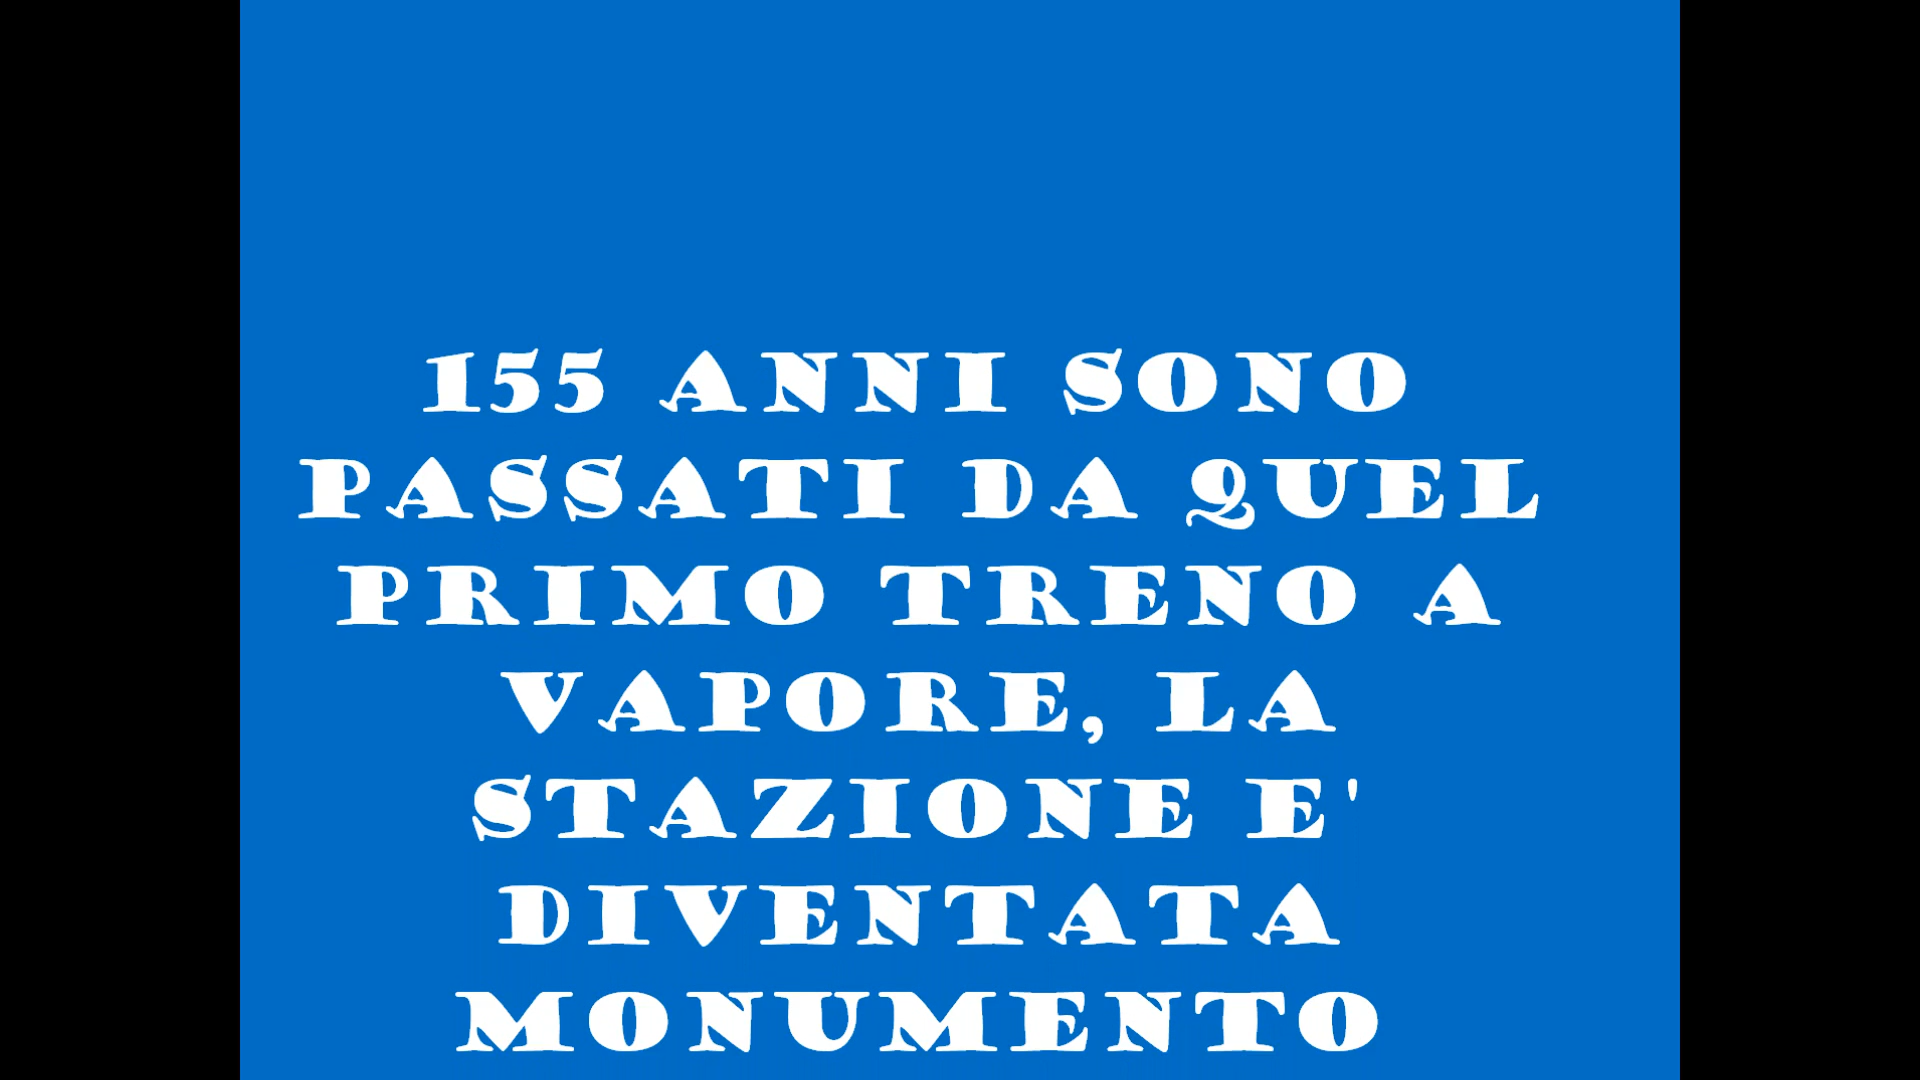 155 ANNI SONO
PASSATI DA QUEL
PRIMO TRENO A
VAPORE, LA
STAZIONE E'
DIVENTATA
MONUMENTO